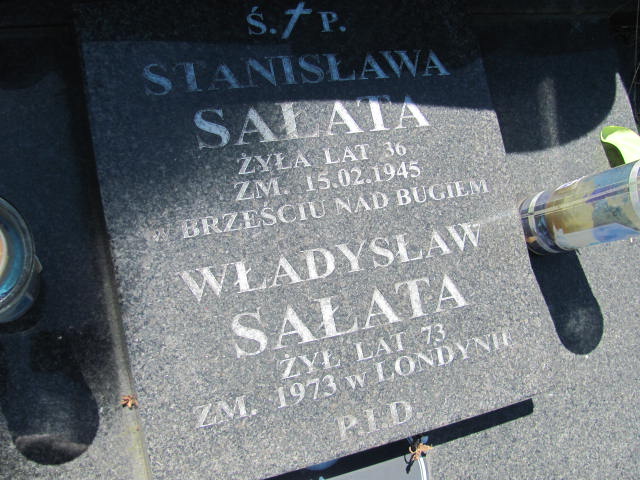 Ś. P.
STANISŁAWA
SAŁATA
ŻYŁA LAT 36
ZM. 15.02.1945
w BRZEŚCIU NAD BUGIEM
WŁADYSŁAW
SAŁATA
ŻYŁ LAT 73
ZM. 1973 w LONDYNIE
P.I.D.